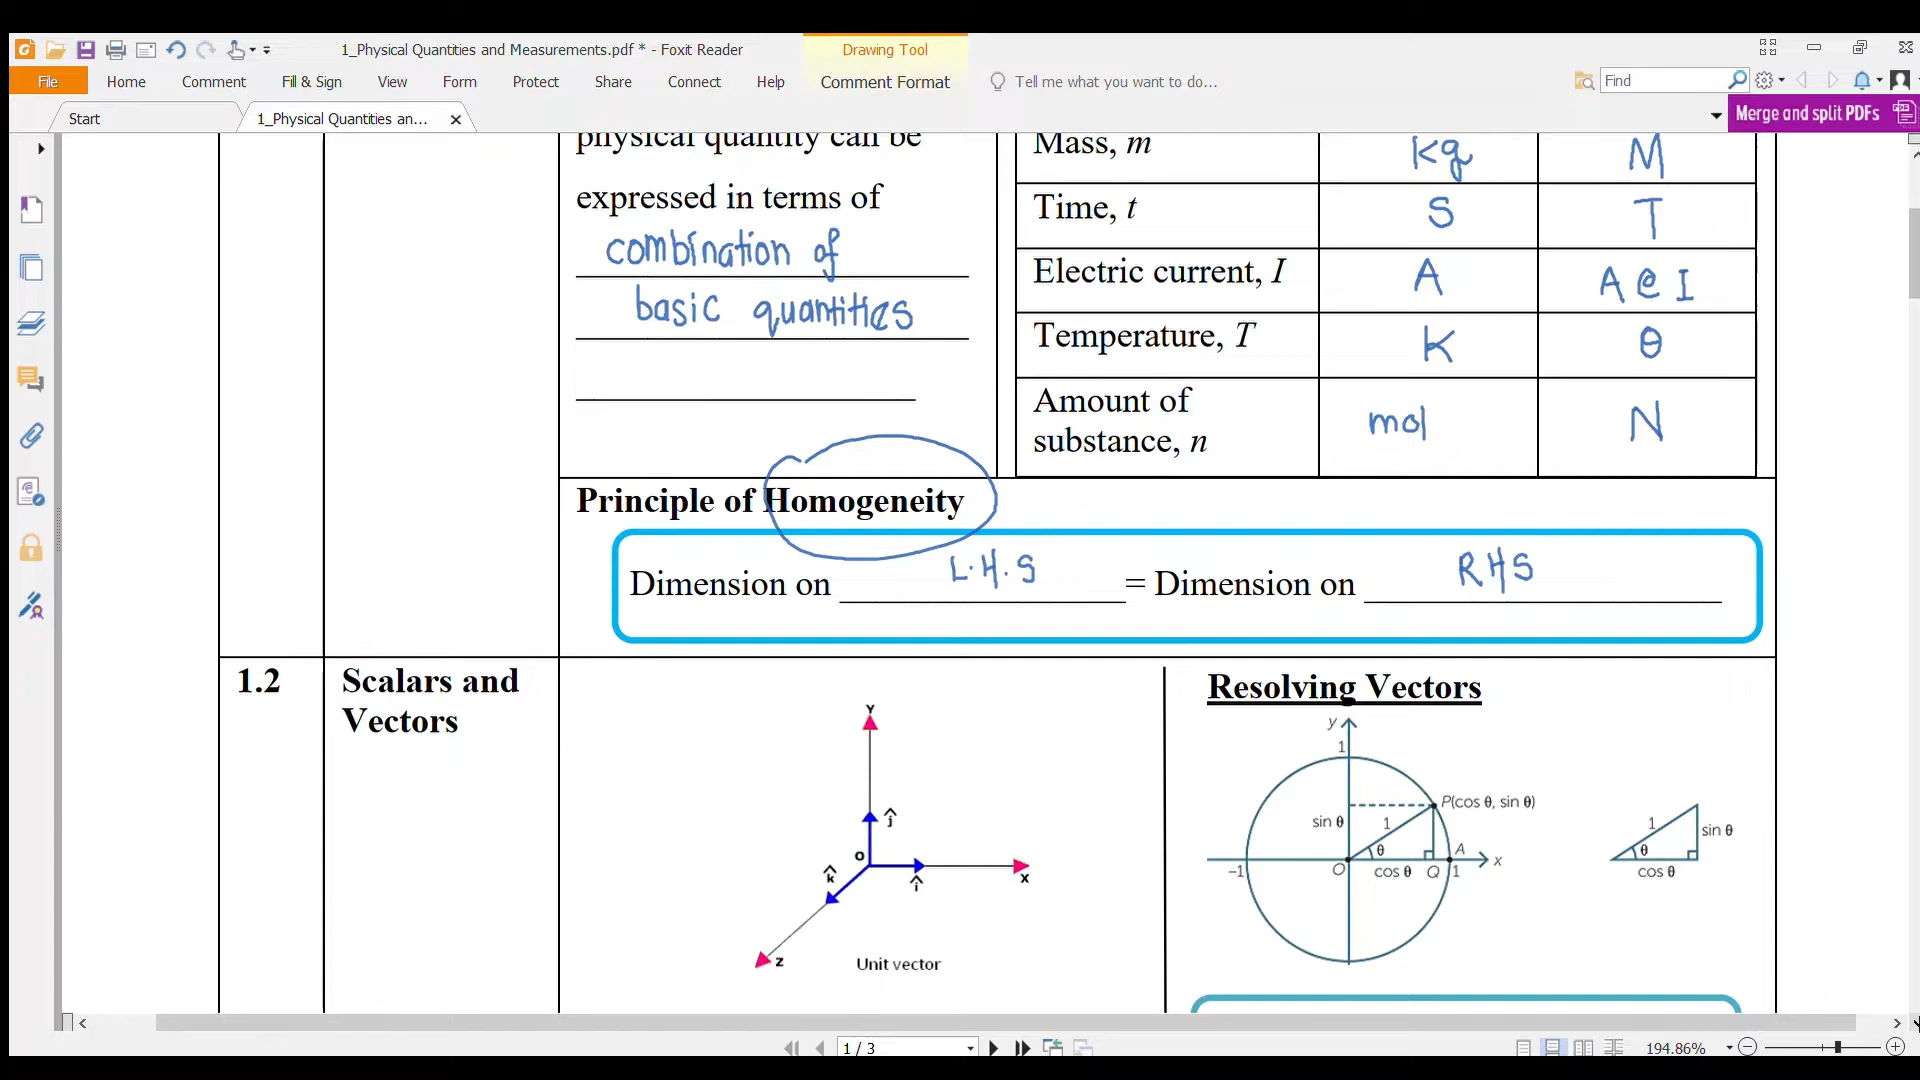 1_Physical Quantities and Measurements.pdf * - Foxit Reader
Drawing Tool
File
Home
Comment
Fill & Sign
View
Form
Protect
Share
Connect
Help
Comment Format
Tell me what you want to do...
Find
Start
1_Physical Quantities an...
Merge and split PDFs
physical quantity can be
expressed in terms of
combination of
basic quantities
Mass, m kg M
Time, t S T
Electric current, I A A @ I
Temperature, T K θ
Amount of
substance, n mol N
Principle of Homogeneity
Dimension on L.H.S = Dimension on RHS
1.2
Scalars and
Vectors
Y
ĵ
O
k̂
î
x
z
Unit vector
Resolving Vectors
y
1
P(cos θ, sin θ)
sin θ
1
θ
A
x
−1
O
cos θ
Q
1
1
sin θ
θ
cos θ
1 / 3
194.86%